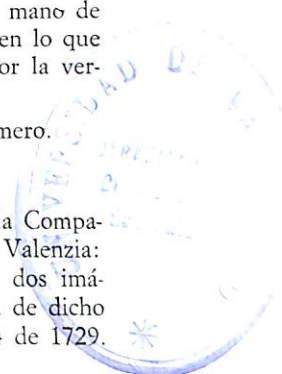 mano de
en lo que
or la ver-
mero.
a Compa-
Valenzia:
dos imá-
de dicho
de 1729.